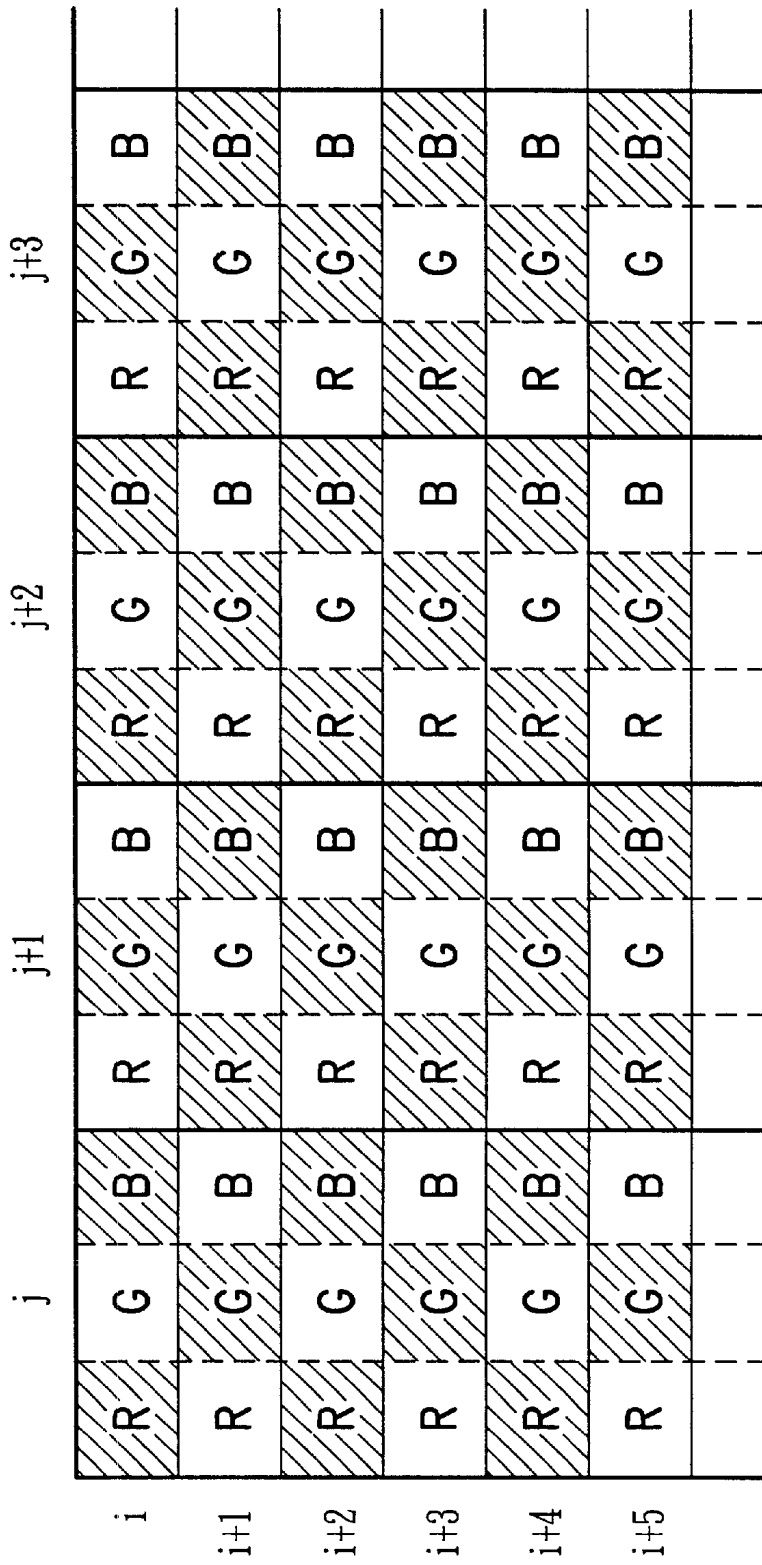 j j+1 j+2 j+3
i R G B R G B R G B R G B
i+1 R G B R G B R G B R G B
i+2 R G B R G B R G B R G B
i+3 R G B R G B R G B R G B
i+4 R G B R G B R G B R G B
i+5 R G B R G B R G B R G B